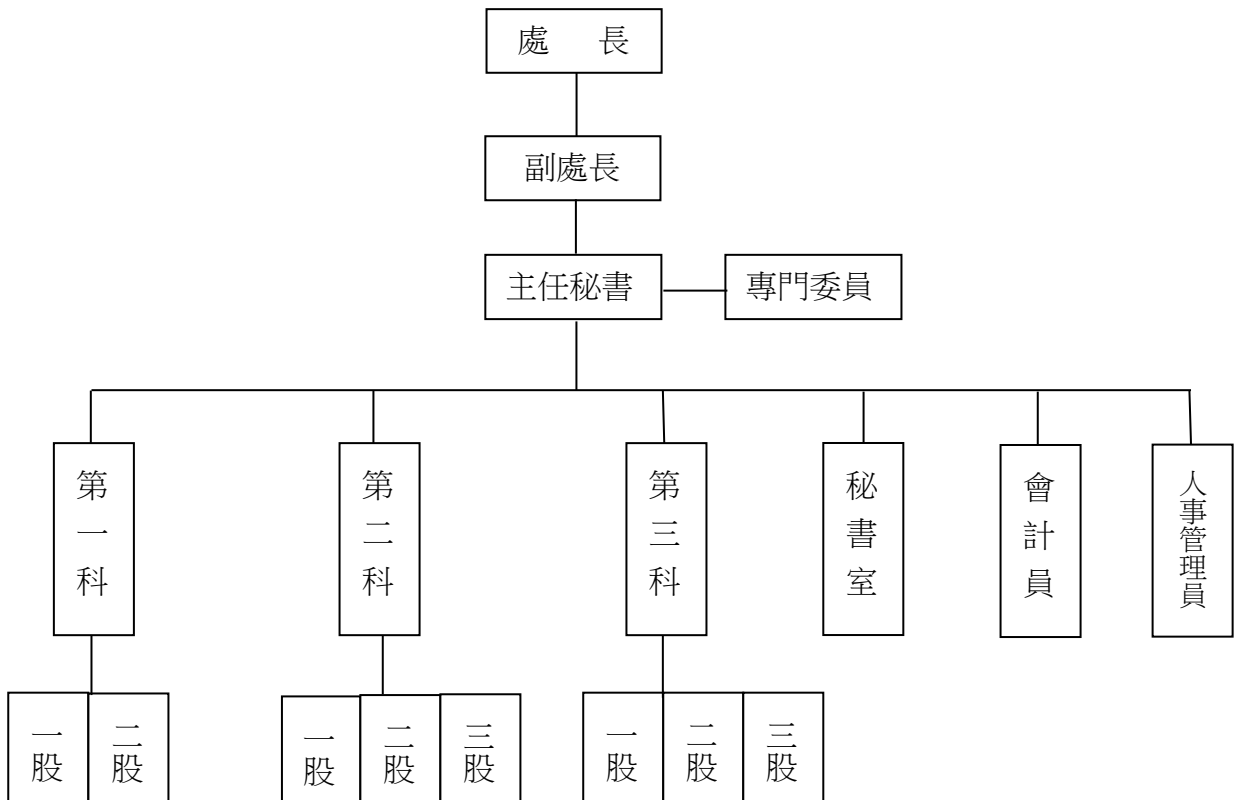 處 長
副處長
主任秘書
專門委員
第一科
第二科
第三科
秘書室
會計員
人事管理員
一股
二股
一股
二股
三股
一股
二股
三股